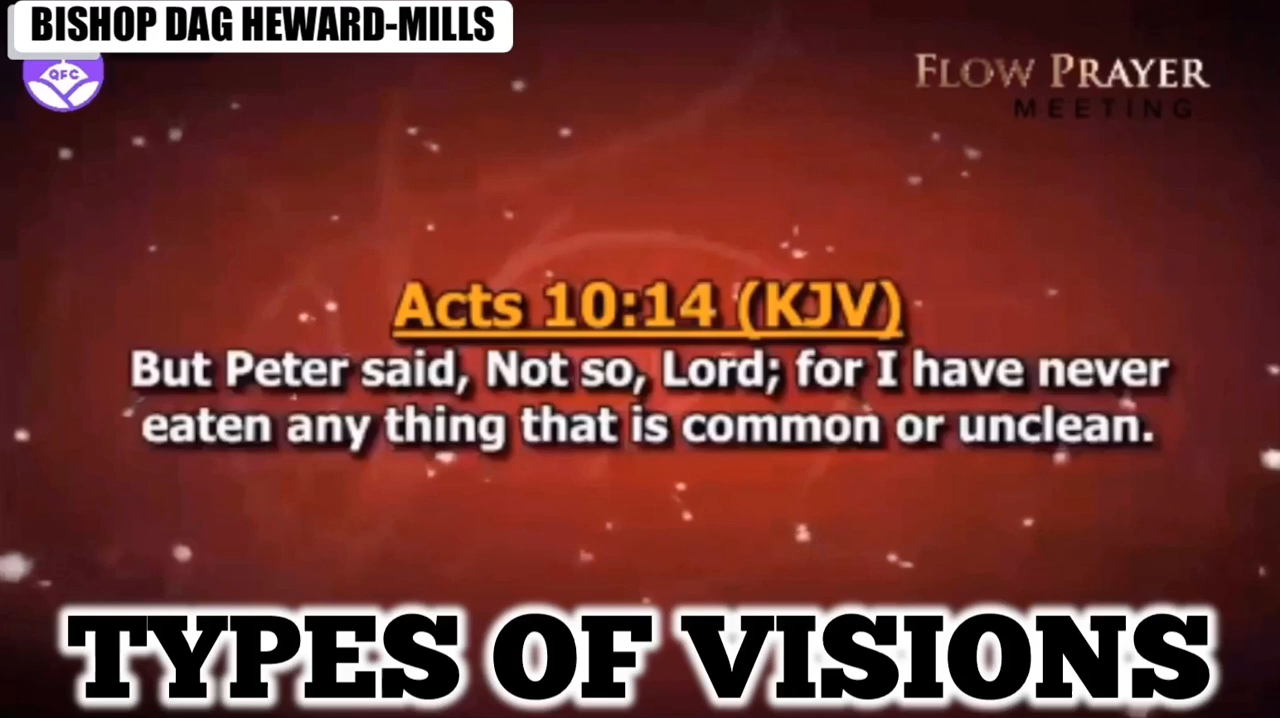 BISHOP DAG HEWARD-MILLS
QFC
FLOW PRAYER
MEETING
Acts 10:14 (KJV)
But Peter said, Not so, Lord; for I have never
eaten any thing that is common or unclean.
TYPES OF VISIONS